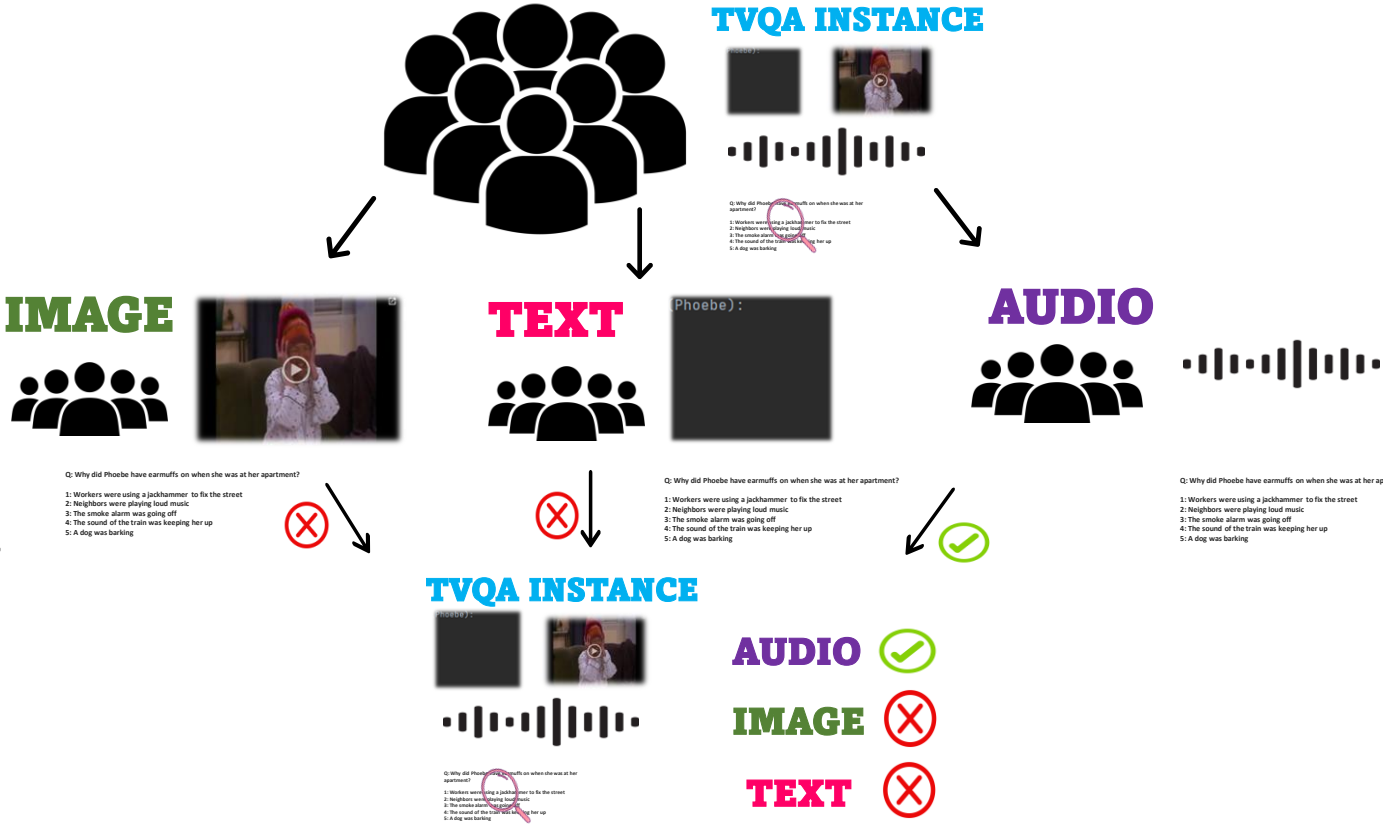 TVQA INSTANCE
Phoebe):
Q: Why did Phoebe have earmuffs on when she was at her
apartment?
1: Workers were using a jackhammer to fix the street
2: Neighbors were playing loud music
3: The smoke alarm was going off
4: The sound of the train was keeping her up
5: A dog was barking
IMAGE
TEXT
(Phoebe):
AUDIO
Q: Why did Phoebe have earmuffs on when she was at her apartment?
1: Workers were using a jackhammer to fix the street
2: Neighbors were playing loud music
3: The smoke alarm was going off
4: The sound of the train was keeping her up
5: A dog was barking
Q: Why did Phoebe have earmuffs on when she was at her apartment?
1: Workers were using a jackhammer to fix the street
2: Neighbors were playing loud music
3: The smoke alarm was going off
4: The sound of the train was keeping her up
5: A dog was barking
Q: Why did Phoebe have earmuffs on when she was at her ap
1: Workers were using a jackhammer to fix the street
2: Neighbors were playing loud music
3: The smoke alarm was going off
4: The sound of the train was keeping her up
5: A dog was barking
TVQA INSTANCE
Phoebe):
AUDIO
IMAGE
TEXT
Q: Why did Phoebe have earmuffs on when she was at her
apartment?
1: Workers were using a jackhammer to fix the street
2: Neighbors were playing loud music
3: The smoke alarm was going off
4: The sound of the train was keeping her up
5: A dog was barking